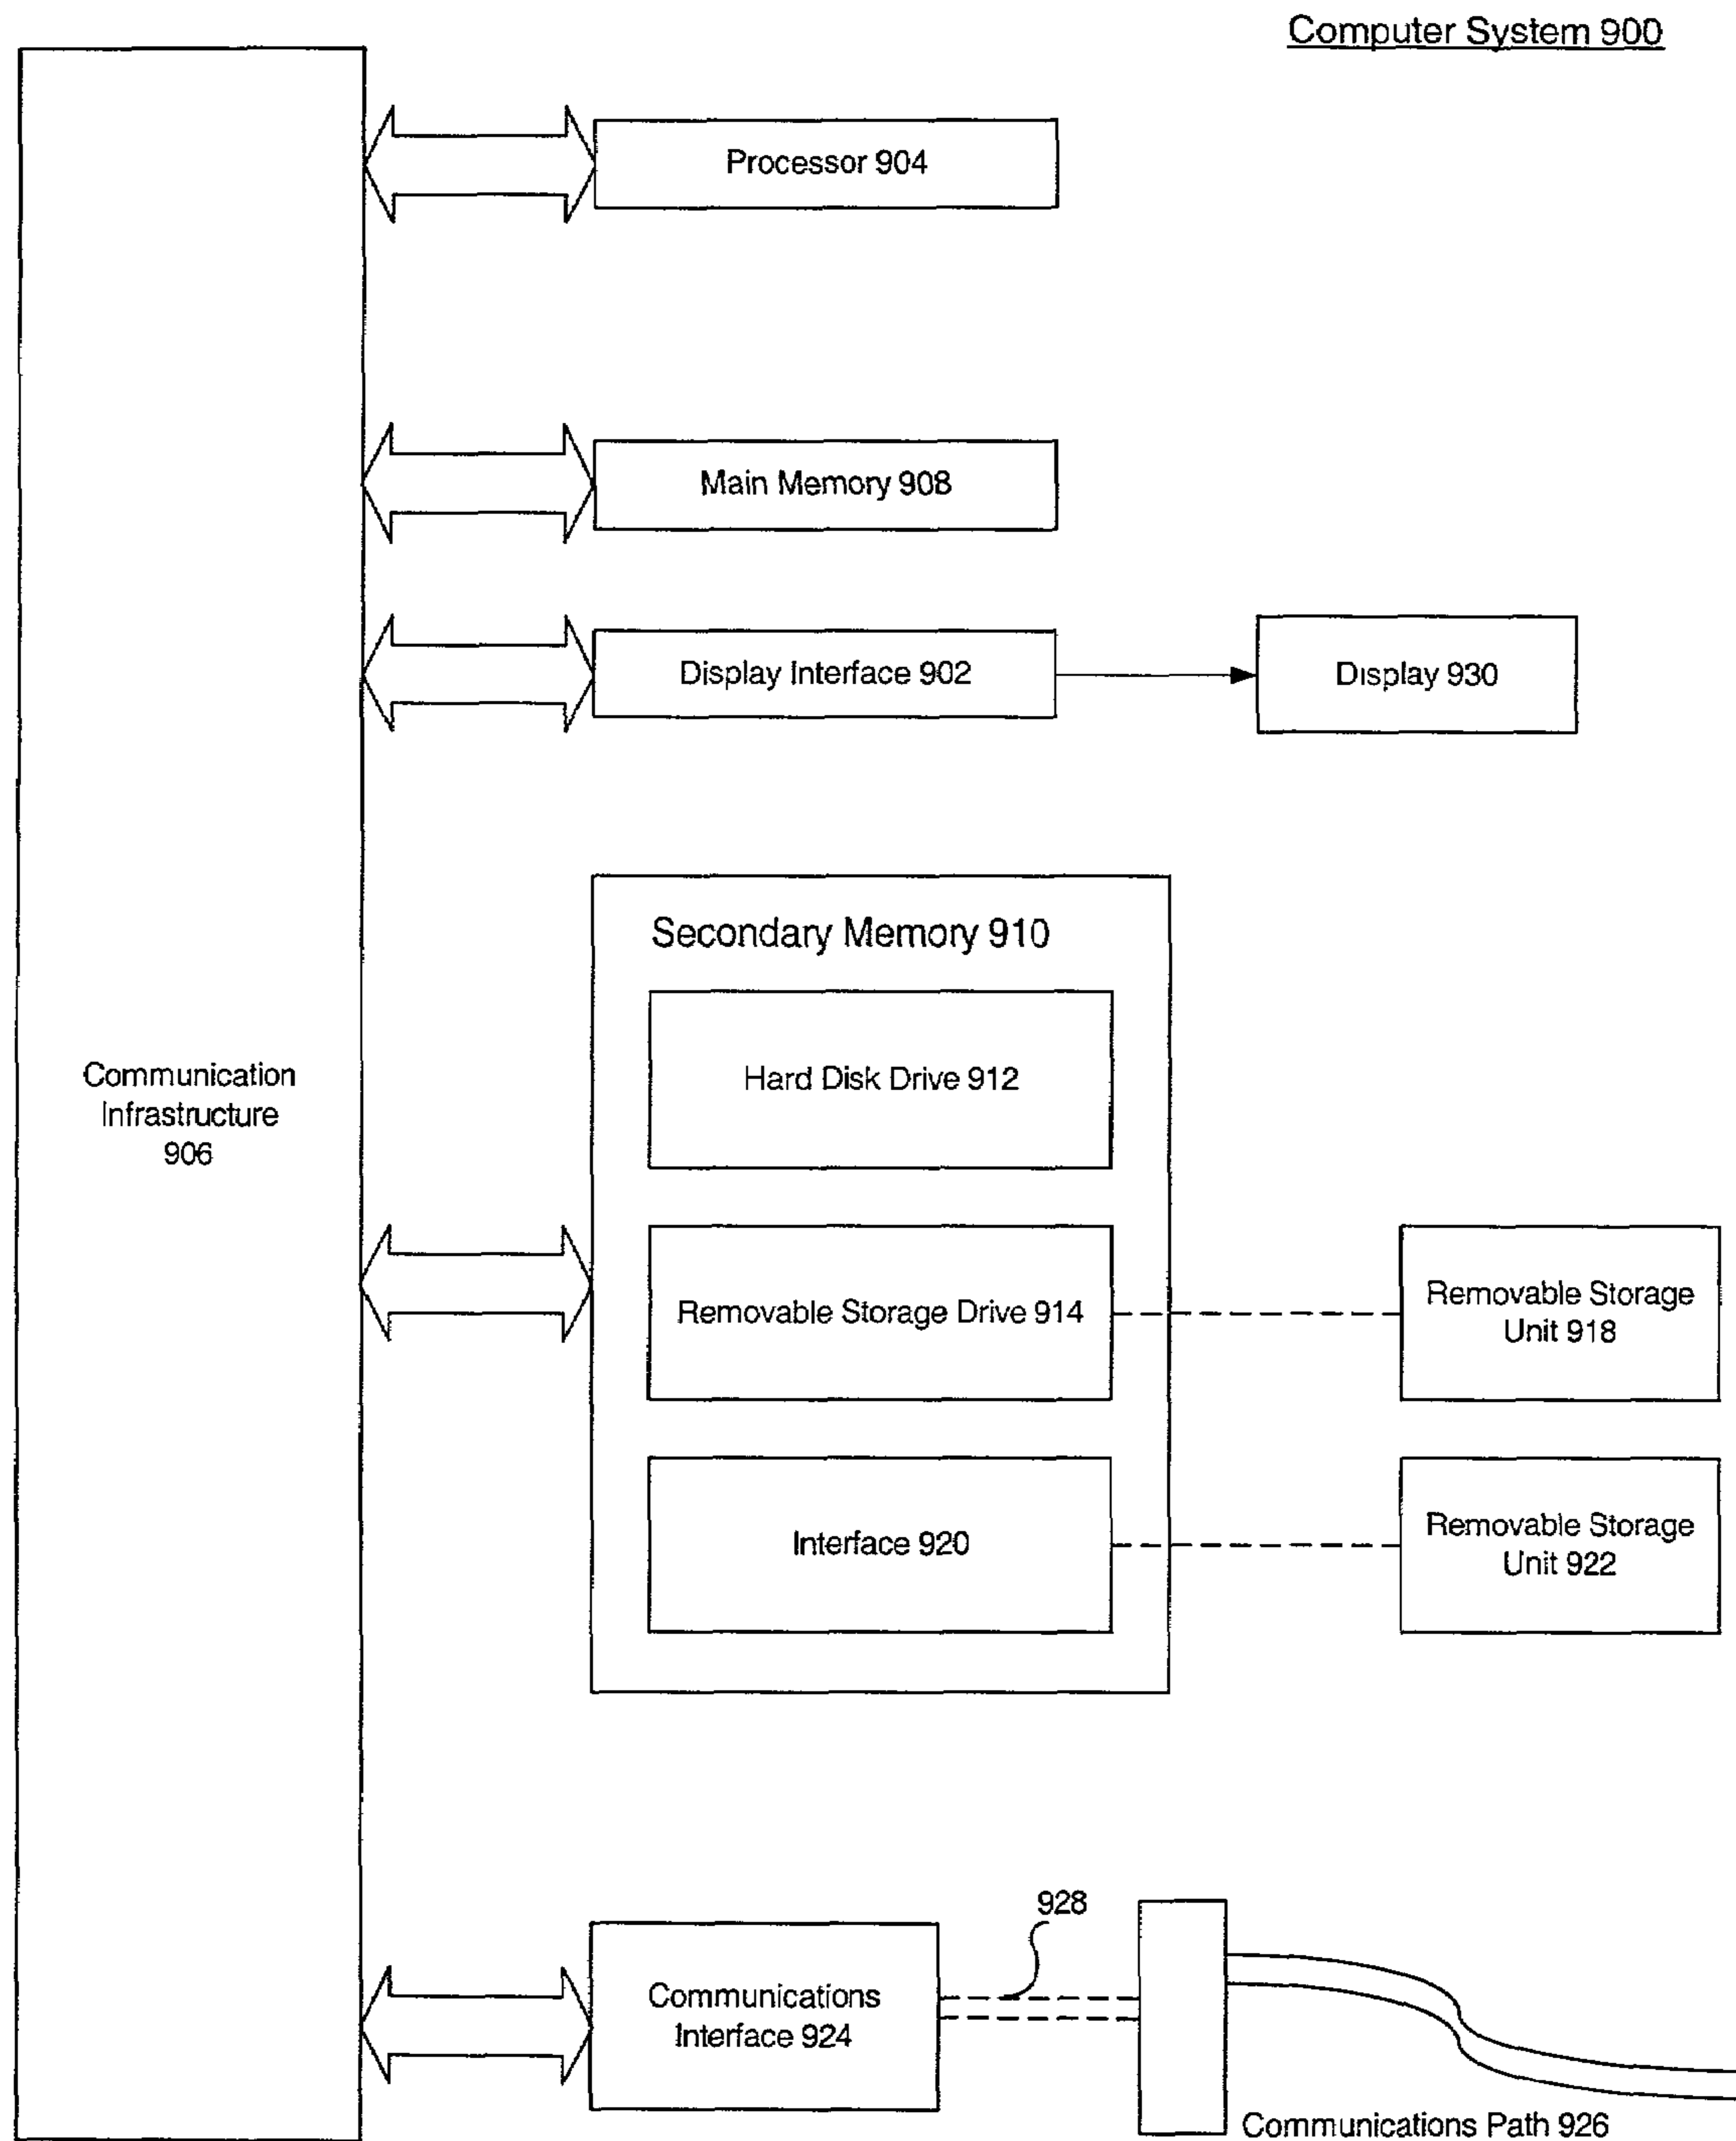 Computer System 900
Processor 904
Main Memory 908
Display Interface 902
Display 930
Secondary Memory 910
Hard Disk Drive 912
Communication
Infrastructure
906
Removable Storage Drive 914
Removable Storage
Unit 918
Interface 920
Removable Storage
Unit 922
928
Communications
Interface 924
Communications Path 926